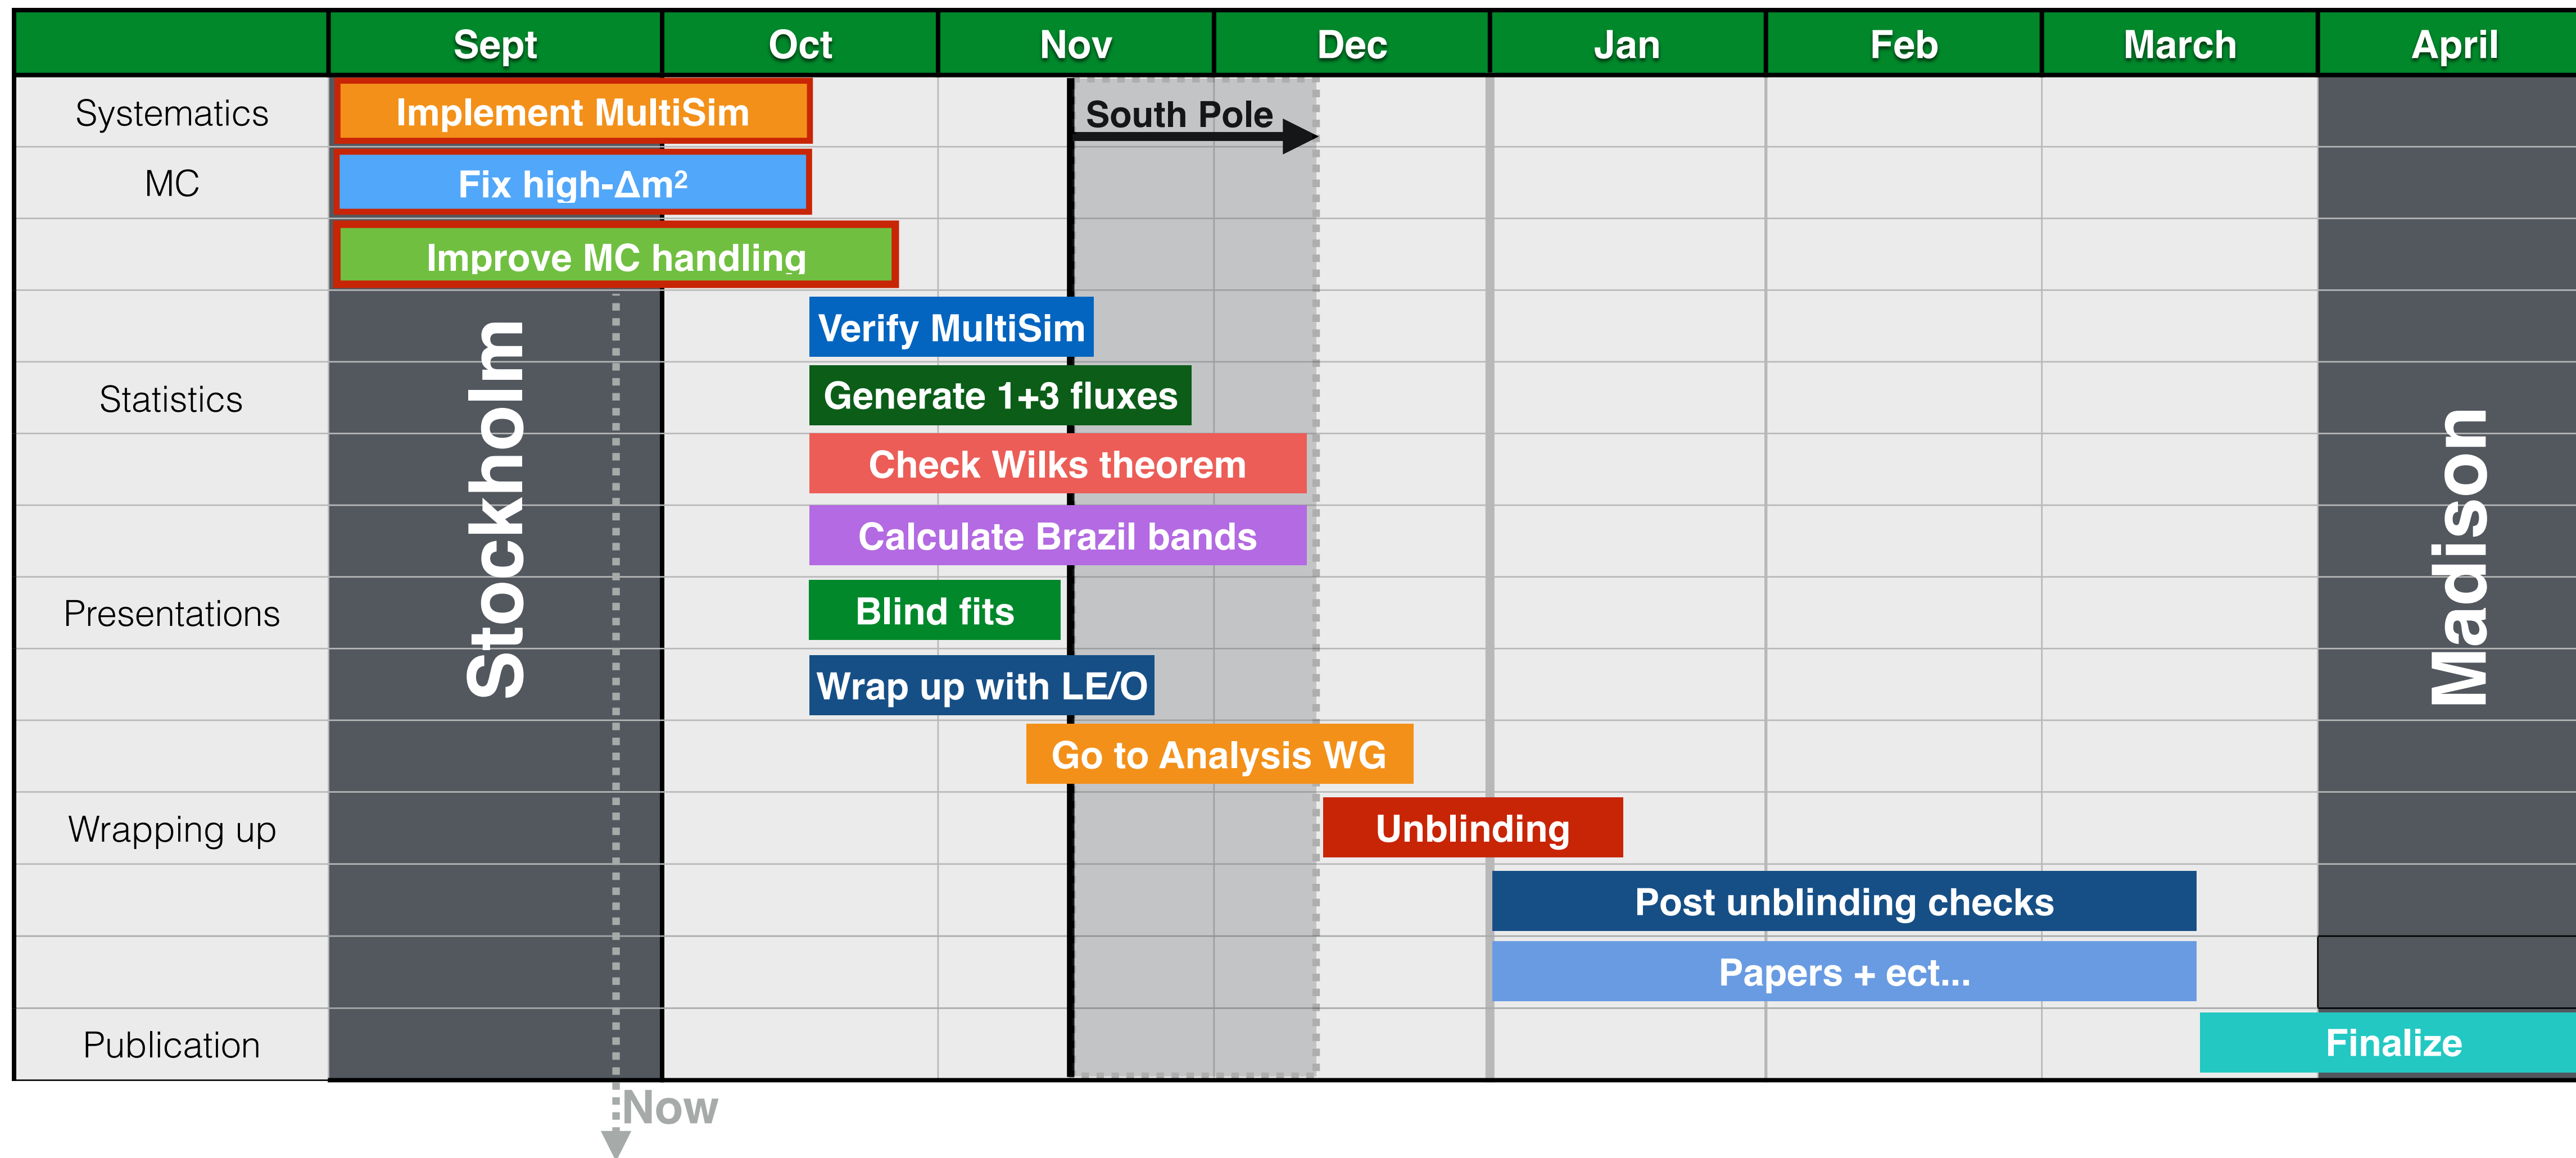 Sept Oct Nov Dec Jan Feb March April
Systematics Implement MultiSim South Pole
MC Fix high-Δm²
Improve MC handling
Verify MultiSim
Statistics Generate 1+3 fluxes
Check Wilks theorem
Calculate Brazil bands
Presentations Blind fits
Wrap up with LE/O
Go to Analysis WG
Wrapping up Unblinding
Post unblinding checks
Papers + ect...
Publication Finalize
Stockholm
Madison
Now